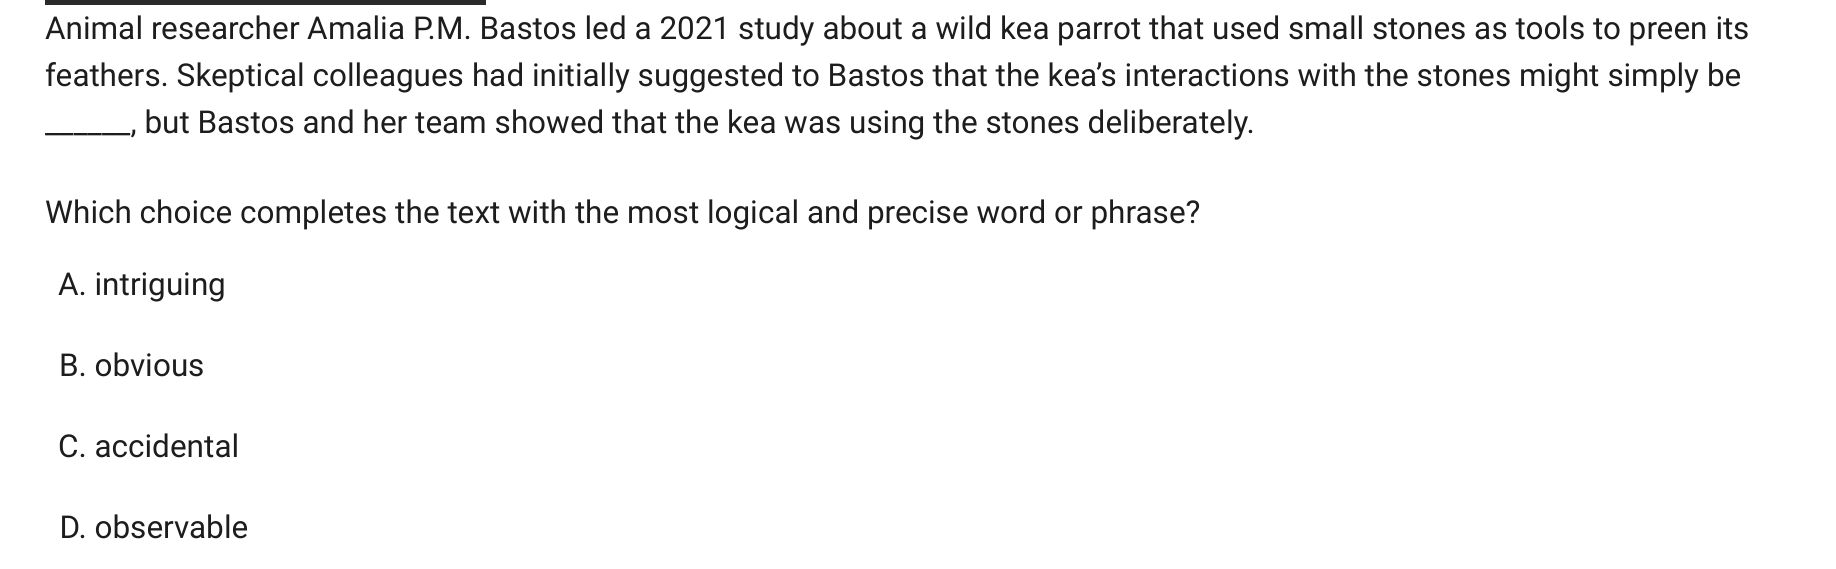 Animal researcher Amalia P.M. Bastos led a 2021 study about a wild kea parrot that used small stones as tools to preen its
feathers. Skeptical colleagues had initially suggested to Bastos that the kea’s interactions with the stones might simply be
______, but Bastos and her team showed that the kea was using the stones deliberately.
Which choice completes the text with the most logical and precise word or phrase?
A. intriguing
B. obvious
C. accidental
D. observable